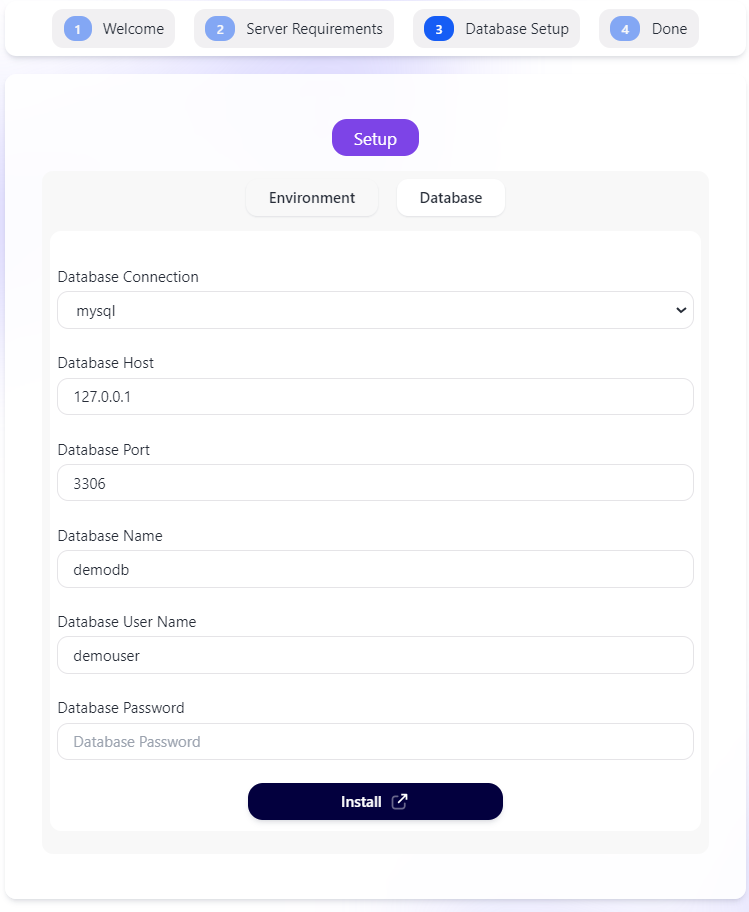 1 Welcome 2 Server Requirements 3 Database Setup 4 Done
Setup
Environment Database
Database Connection
mysql
Database Host
127.0.0.1
Database Port
3306
Database Name
demodb
Database User Name
demouser
Database Password
Database Password
Install